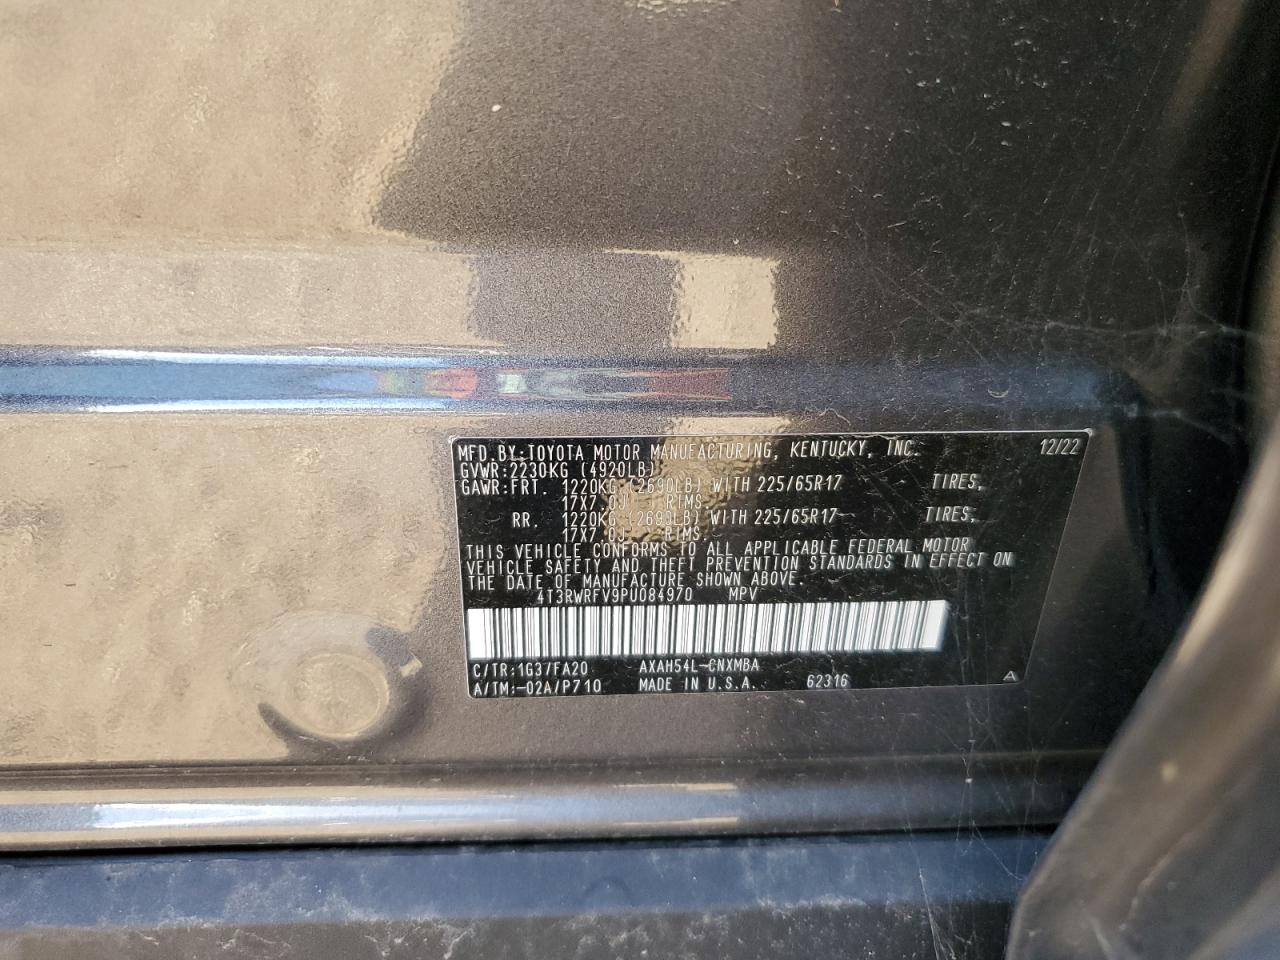 MFD.BY:TOYOTA MOTOR MANUFACTURING, KENTUCKY, INC. 12/22
GVWR:2230KG (4920LB)
GAWR:FRT. 1220KG (2690LB) WITH 225/65R17 TIRES,
17X7.0J RIMS,
RR. 1220KG (2690LB) WITH 225/65R17 TIRES,
17X7.0J RIMS.
THIS VEHICLE CONFORMS TO ALL APPLICABLE FEDERAL MOTOR
VEHICLE SAFETY AND THEFT PREVENTION STANDARDS IN EFFECT ON
THE DATE OF MANUFACTURE SHOWN ABOVE.
4T3RWRFV9PU084970 MPV
C/TR:1G37FA20 AXAH54L-CNXMBA
A/TM:-02A/P710 MADE IN U.S.A. 62316 A